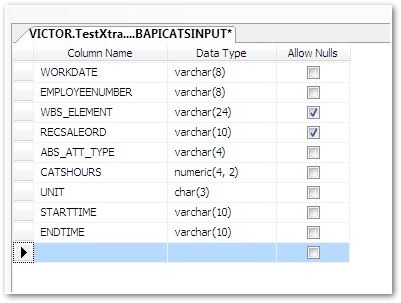 VICTOR.TestXtra....BAPICATSINPUT*
Column Name Data Type Allow Nulls
WORKDATE varchar(8)
EMPLOYEENUMBER varchar(8)
WBS_ELEMENT varchar(24)
RECSALEORD varchar(10)
ABS_ATT_TYPE varchar(4)
CATSHOURS numeric(4, 2)
UNIT char(3)
STARTTIME varchar(10)
ENDTIME varchar(10)